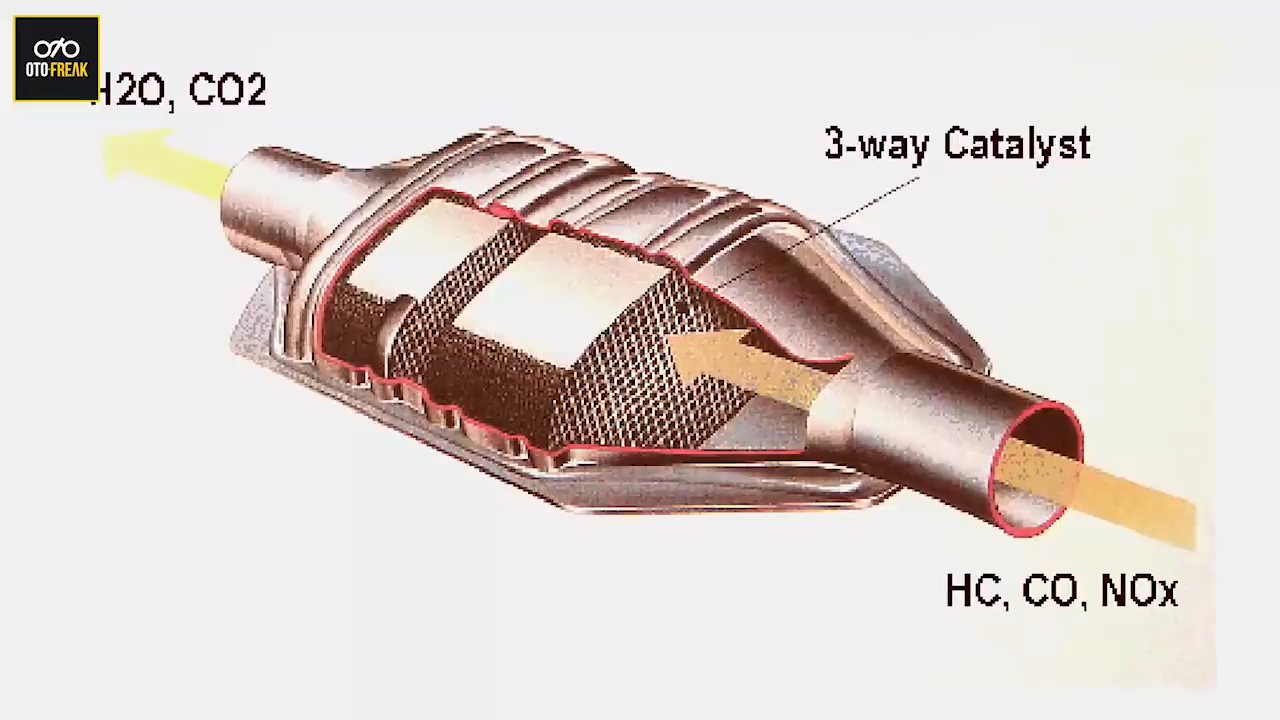 OTO-FREAK
H2O, CO2
3-way Catalyst
HC, CO, NOx